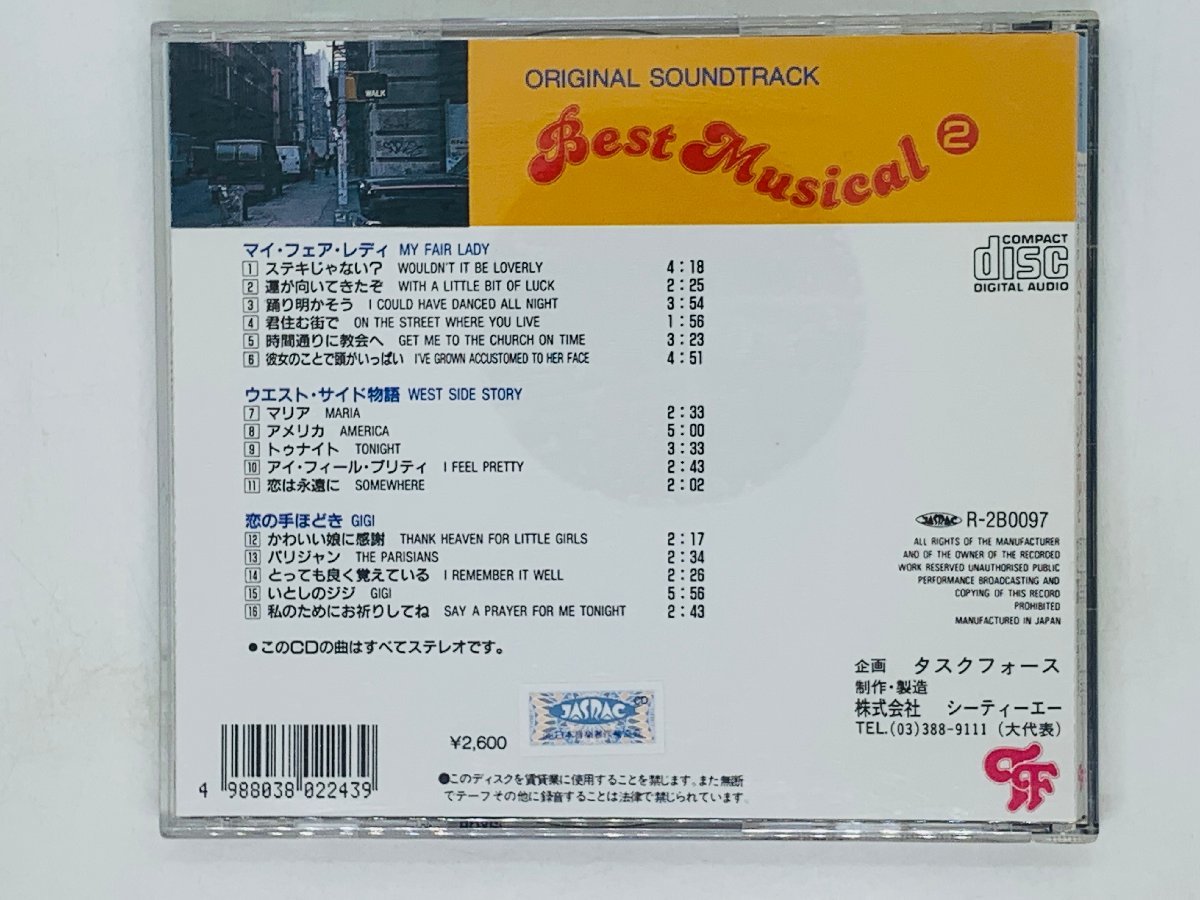 WALK
ORIGINAL SOUNDTRACK
Best Musical 2
マイ・フェア・レディ MY FAIR LADY
1 ステキじゃない? WOULDN'T IT BE LOVERLY 4:18
2 運が向いてきたぞ WITH A LITTLE BIT OF LUCK 2:25
3 踊り明かそう I COULD HAVE DANCED ALL NIGHT 3:54
4 君住む街で ON THE STREET WHERE YOU LIVE 1:56
5 時間通りに教会へ GET ME TO THE CHURCH ON TIME 3:23
6 彼女のことで頭がいっぱい I'VE GROWN ACCUSTOMED TO HER FACE 4:51
ウエスト・サイド物語 WEST SIDE STORY
7 マリア MARIA 2:33
8 アメリカ AMERICA 5:00
9 トゥナイト TONIGHT 3:33
10 アイ・フィール・プリティ I FEEL PRETTY 2:43
11 恋は永遠に SOMEWHERE 2:02
恋の手ほどき GIGI
12 かわいい娘に感謝 THANK HEAVEN FOR LITTLE GIRLS 2:17
13 パリジャン THE PARISIANS 2:34
14 とっても良く覚えている I REMEMBER IT WELL 2:26
15 いとしのジジ GIGI 5:56
16 私のためにお祈りしてね SAY A PRAYER FOR ME TONIGHT 2:43
●このCDの曲はすべてステレオです。
COMPACT
disc
DIGITAL AUDIO
JASRAC R-2B0097
ALL RIGHTS OF THE MANUFACTURER
AND OF THE OWNER OF THE RECORDED
WORK RESERVED UNAUTHORISED PUBLIC
PERFORMANCE BROADCASTING AND
COPYING OF THIS RECORD
PROHIBITED
MANUFACTURED IN JAPAN
企画 タスクフォース
制作・製造
株式会社 シーティーエー
TEL.(03)388-9111(大代表)
JASRAC CD
¥2,600
4 988038 022439
●このディスクを賃貸業に使用することを禁じます。また無断
でテープその他に録音することは法律で禁じられています。